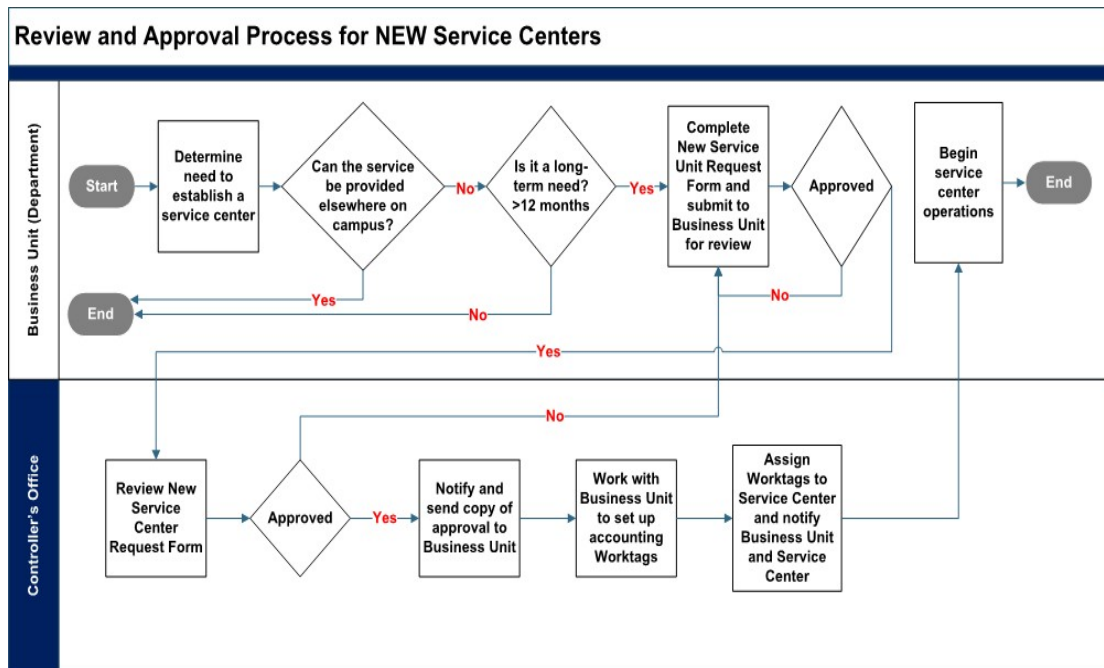 Review and Approval Process for NEW Service Centers
Business Unit (Department)
Start
Determine
need to
establish a
service center
Can the service
be provided
elsewhere on
campus?
No
Is it a long-
term need?
>12 months
Yes
Complete
New Service
Unit Request
Form and
submit to
Business Unit
for review
Approved
Begin
service
center
operations
End
End
Yes
No
No
Yes
Controller's Office
No
Review New
Service
Center
Request Form
Approved
Yes
Notify and
send copy of
approval to
Business Unit
Work with
Business Unit
to set up
accounting
Worktags
Assign
Worktags to
Service Center
and notify
Business Unit
and Service
Center